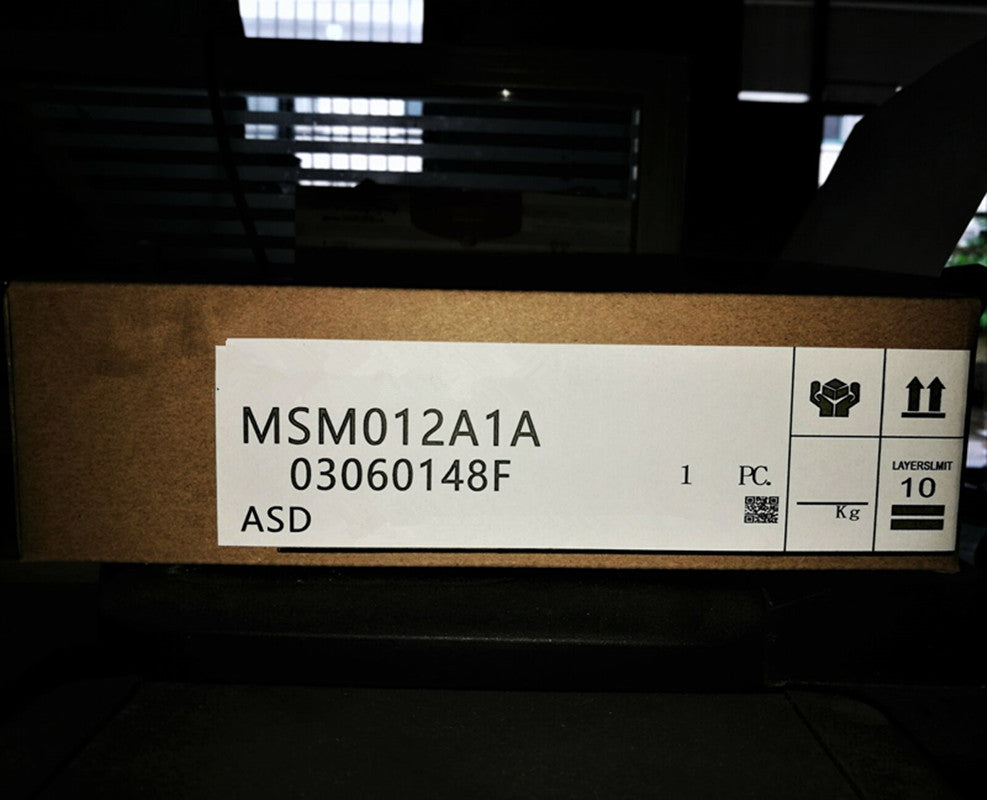 MSM012A1A
03060148F 1 PC.
ASD
Kg
LAYERSLMIT
10